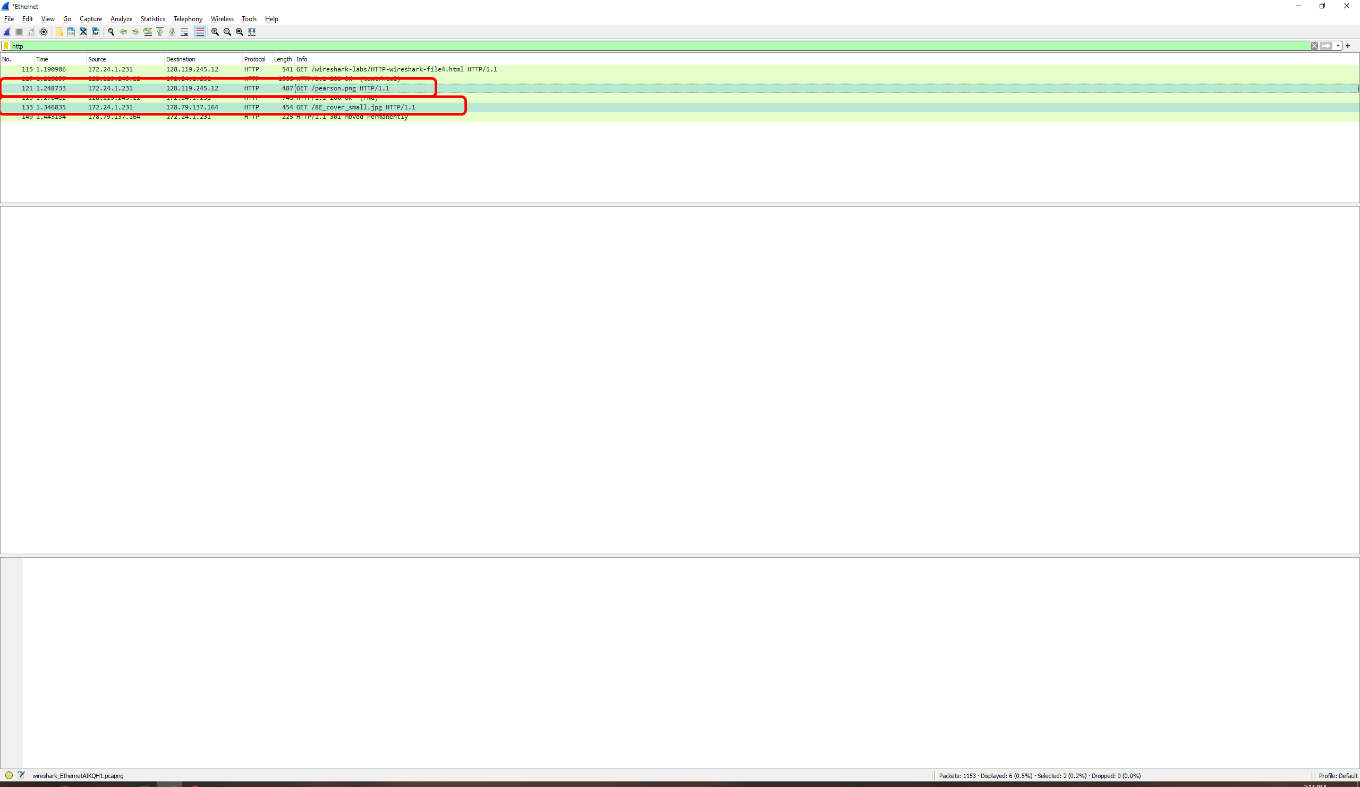 *Ethernet
File Edit View Go Capture Analyze Statistics Telephony Wireless Tools Help
http
No. Time Source Destination Protocol Length Info
115 1.190906 172.24.1.231 128.119.245.12 HTTP 541 GET /wireshark-labs/HTTP-wireshark-file4.html HTTP/1.1
121 1.248733 172.24.1.231 128.119.245.12 HTTP 487 GET /pearson.png HTTP/1.1
133 1.346835 172.24.1.231 178.79.137.164 HTTP 454 GET /8E_cover_small.jpg HTTP/1.1
149 1.443134 178.79.137.164 172.24.1.231 HTTP 225 HTTP/1.1 301 Moved Permanently
Packets: 1153 · Displayed: 6 (0.5%) · Selected: 2 (0.2%) · Dropped: 0 (0.0%)
Profile: Default